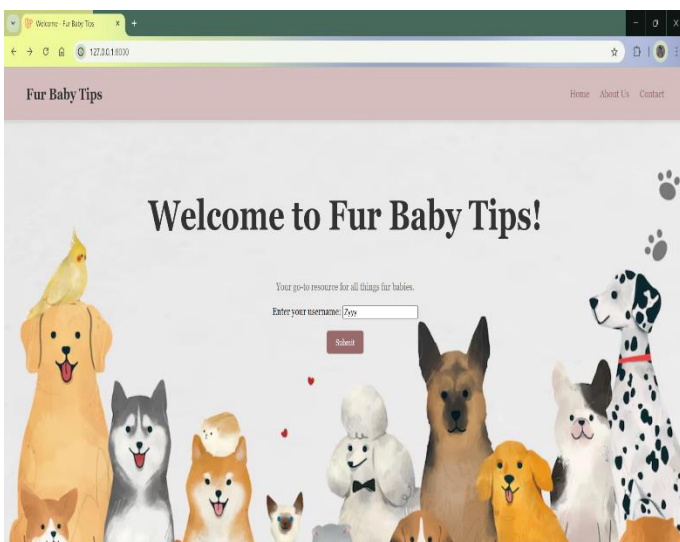 Welcome - Fur Baby Tips
127.0.0.1:8000
Fur Baby Tips
Home About Us Contact
Welcome to Fur Baby Tips!
Your go-to resource for all things fur babies.
Enter your username: Zyyy
Submit